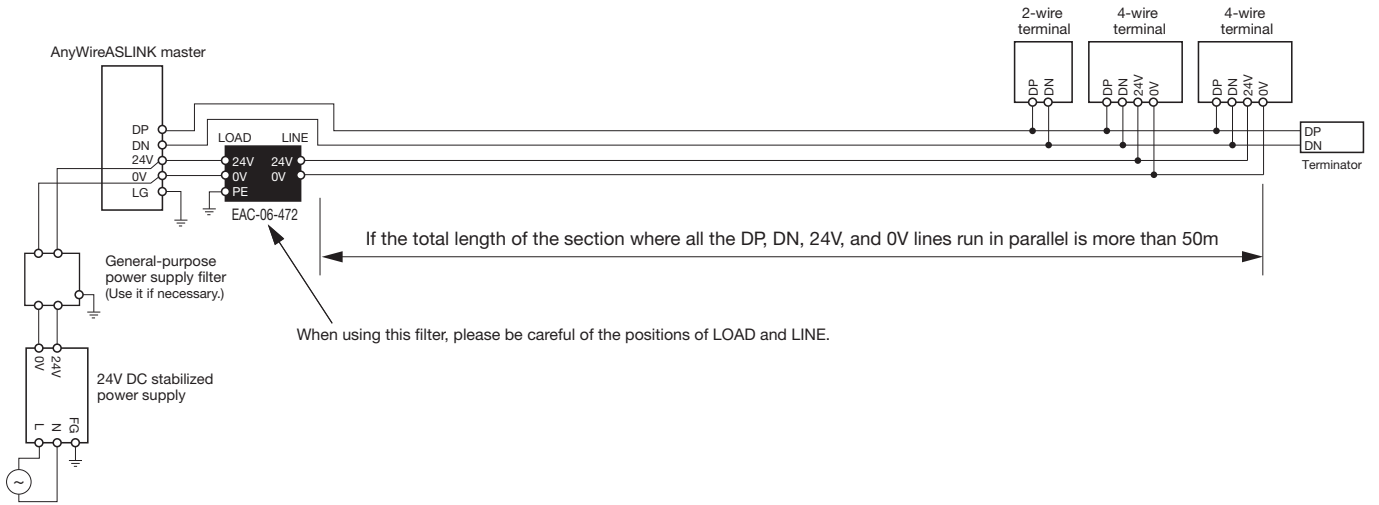 2-wire
terminal
4-wire
terminal
4-wire
terminal
AnyWireASLINK master
DP
DN
24V
0V
DP
DN
24V
0V
DP
DN
DP
DN
24V
0V
LG
LOAD
LINE
24V
24V
0V
0V
PE
EAC-06-472
DP
DN
Terminator
If the total length of the section where all the DP, DN, 24V, and 0V lines run in parallel is more than 50m
General-purpose
power supply filter
(Use it if necessary.)
When using this filter, please be careful of the positions of LOAD and LINE.
0V
24V
24V DC stabilized
power supply
L
N
FG
~